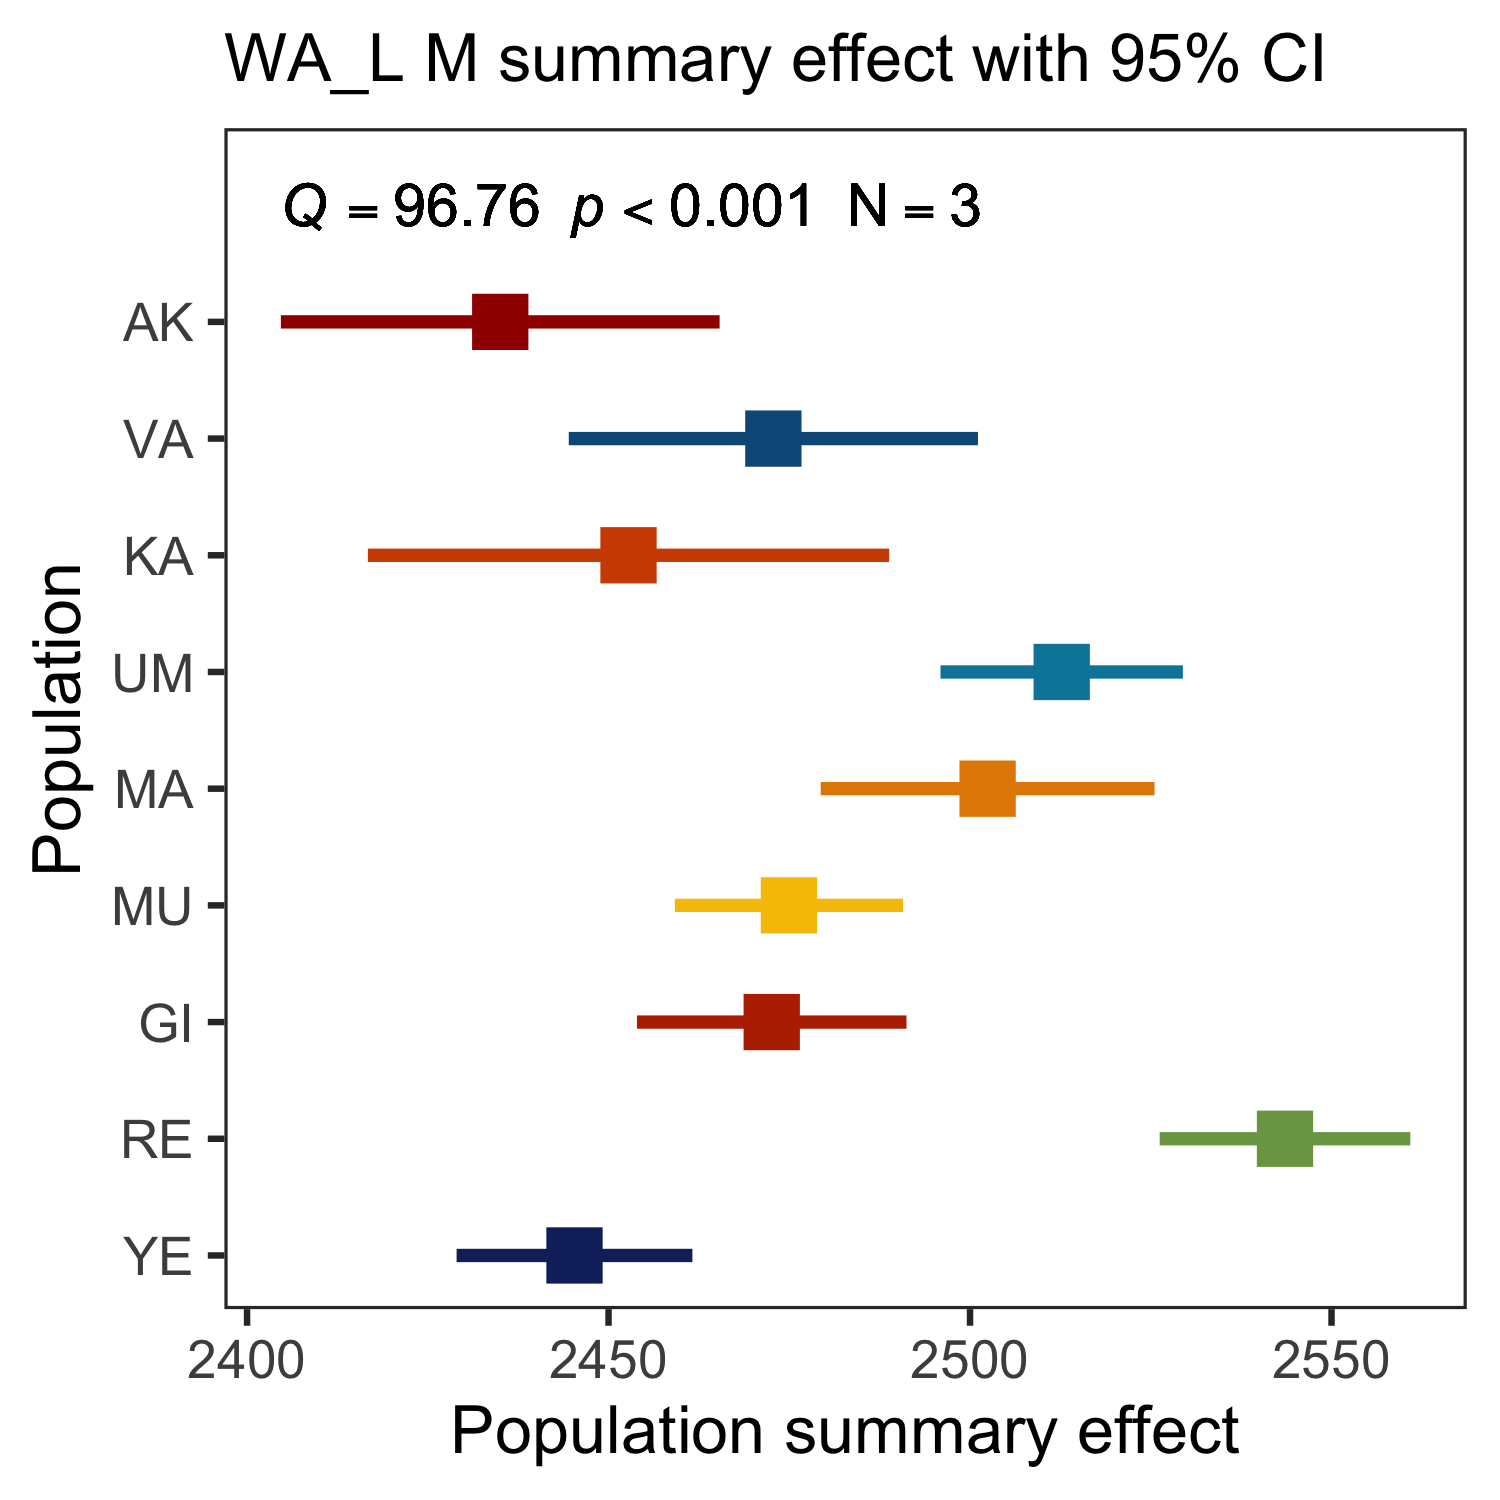 WA_L M summary effect with 95% CI
Q = 96.76 p < 0.001 N = 3
Population
AK
VA
KA
UM
MA
MU
GI
RE
YE
2400 2450 2500 2550
Population summary effect